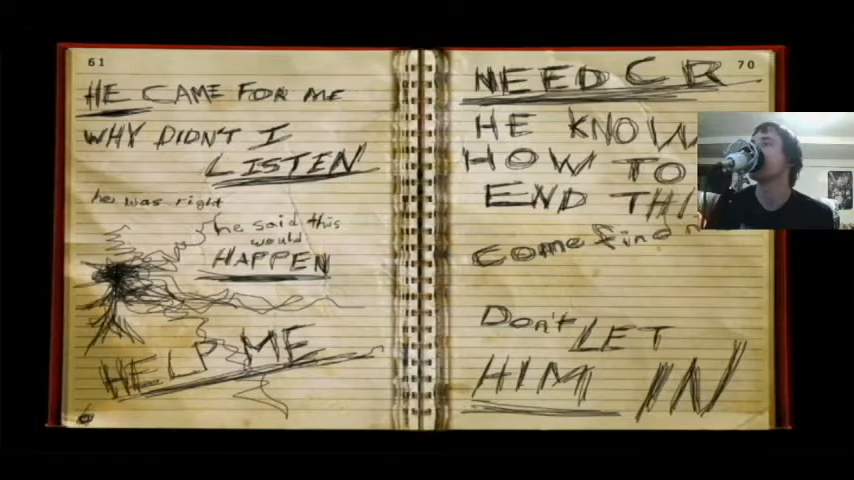 61
HE CAME FOR ME
WHY DIDN'T I
LISTEN
he was right
he said this
would
HAPPEN
HELP ME
70
NEED CR
HE KNOW
HOW TO
END THI
come find
Don't LET
HIM IN